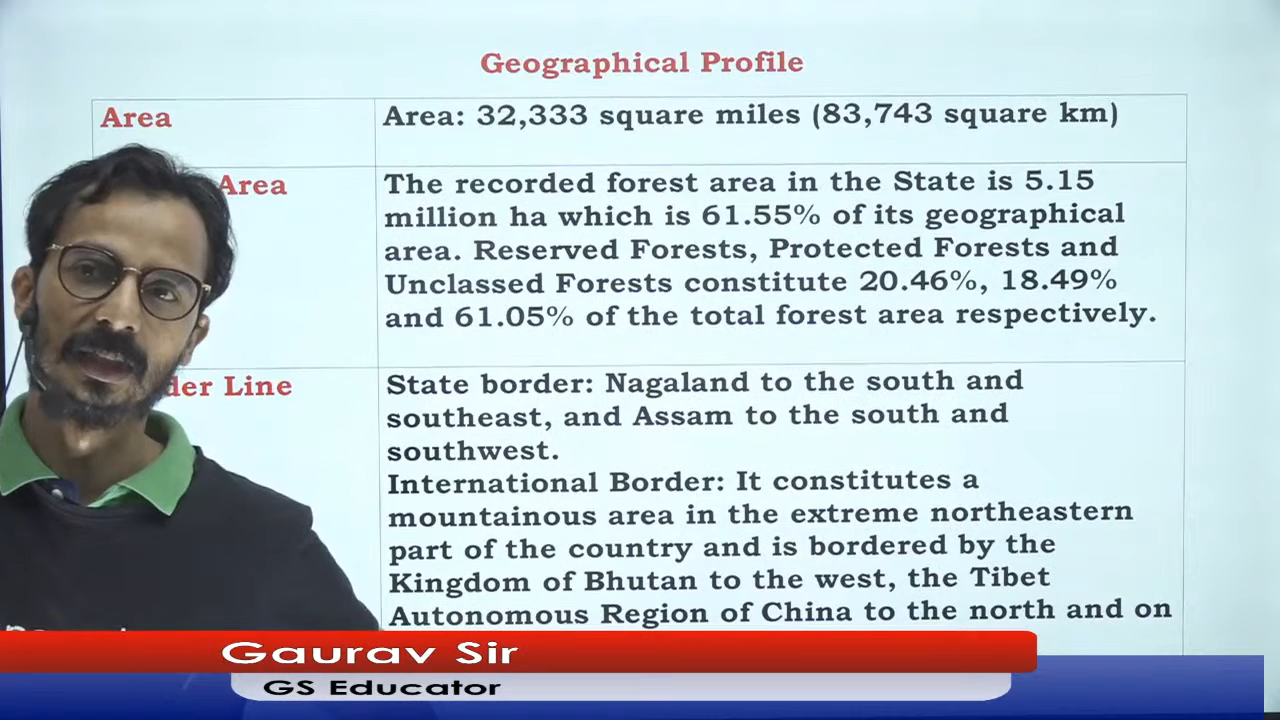 Geographical Profile
Area
Area: 32,333 square miles (83,743 square km)
Area
The recorded forest area in the State is 5.15
million ha which is 61.55% of its geographical
area. Reserved Forests, Protected Forests and
Unclassed Forests constitute 20.46%, 18.49%
and 61.05% of the total forest area respectively.
der Line
State border: Nagaland to the south and
southeast, and Assam to the south and
southwest.
International Border: It constitutes a
mountainous area in the extreme northeastern
part of the country and is bordered by the
Kingdom of Bhutan to the west, the Tibet
Autonomous Region of China to the north and on
Gaurav Sir
GS Educator